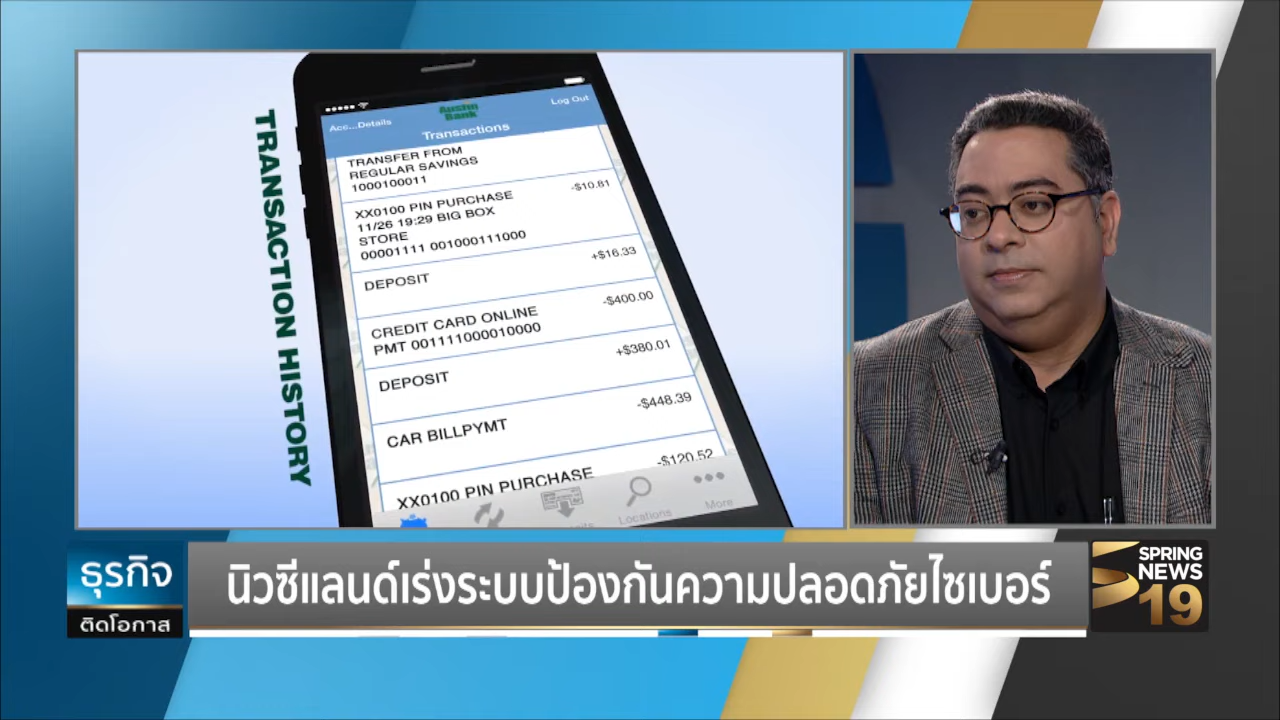 TRANSACTION HISTORY
Acc...Details
Austin
Bank
Log Out
Transactions
TRANSFER FROM
REGULAR SAVINGS
1000100011
XX0100 PIN PURCHASE
-$10.81
11/26 19:29 BIG BOX
STORE
00001111 001000111000
DEPOSIT
+$16.33
CREDIT CARD ONLINE
-$400.00
PMT 001111000010000
DEPOSIT
+$380.01
CAR BILLPYMT
-$448.39
XX0100 PIN PURCHASE
-$120.52
Locations
More
ธุรกิจ
ติดโอกาส
นิวซีแลนด์เร่งระบบป้องกันความปลอดภัยไซเบอร์
SPRING
NEWS
19